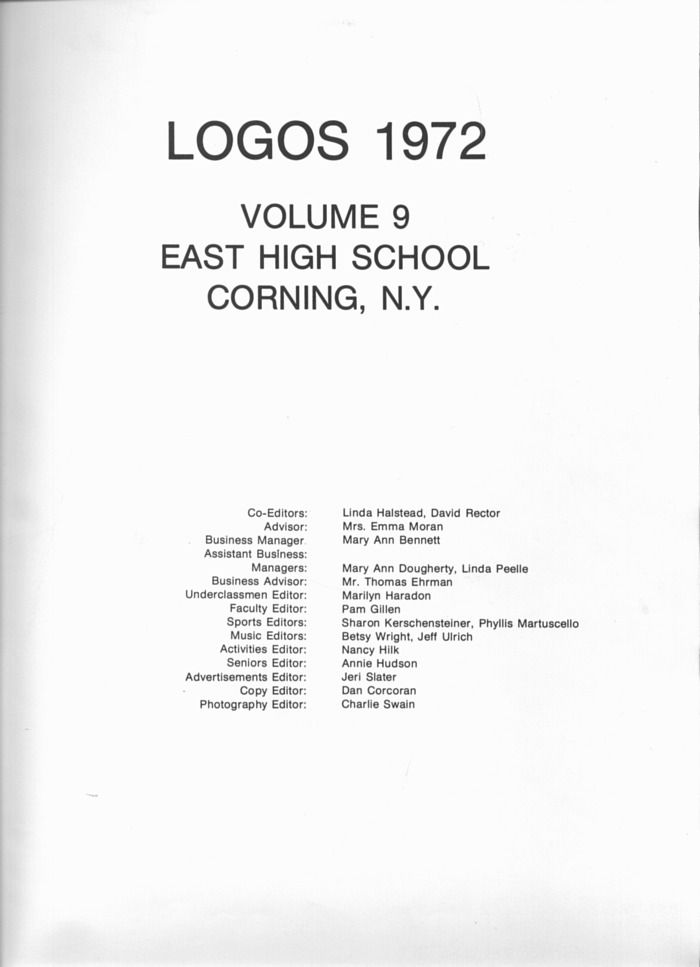 LOGOS 1972
VOLUME 9
EAST HIGH SCHOOL
CORNING, N.Y.
Co-Editors: Linda Halstead, David Rector
Advisor: Mrs. Emma Moran
Business Manager Mary Ann Bennett
Assistant Business:
Managers: Mary Ann Dougherty, Linda Peelle
Business Advisor: Mr. Thomas Ehrman
Underclassmen Editor: Marilyn Haradon
Faculty Editor: Pam Gillen
Sports Editors: Sharon Kerschensteiner, Phyllis Martuscello
Music Editors: Betsy Wright, Jeff Ulrich
Activities Editor: Nancy Hilk
Seniors Editor: Annie Hudson
Advertisements Editor: Jeri Slater
Copy Editor: Dan Corcoran
Photography Editor: Charlie Swain